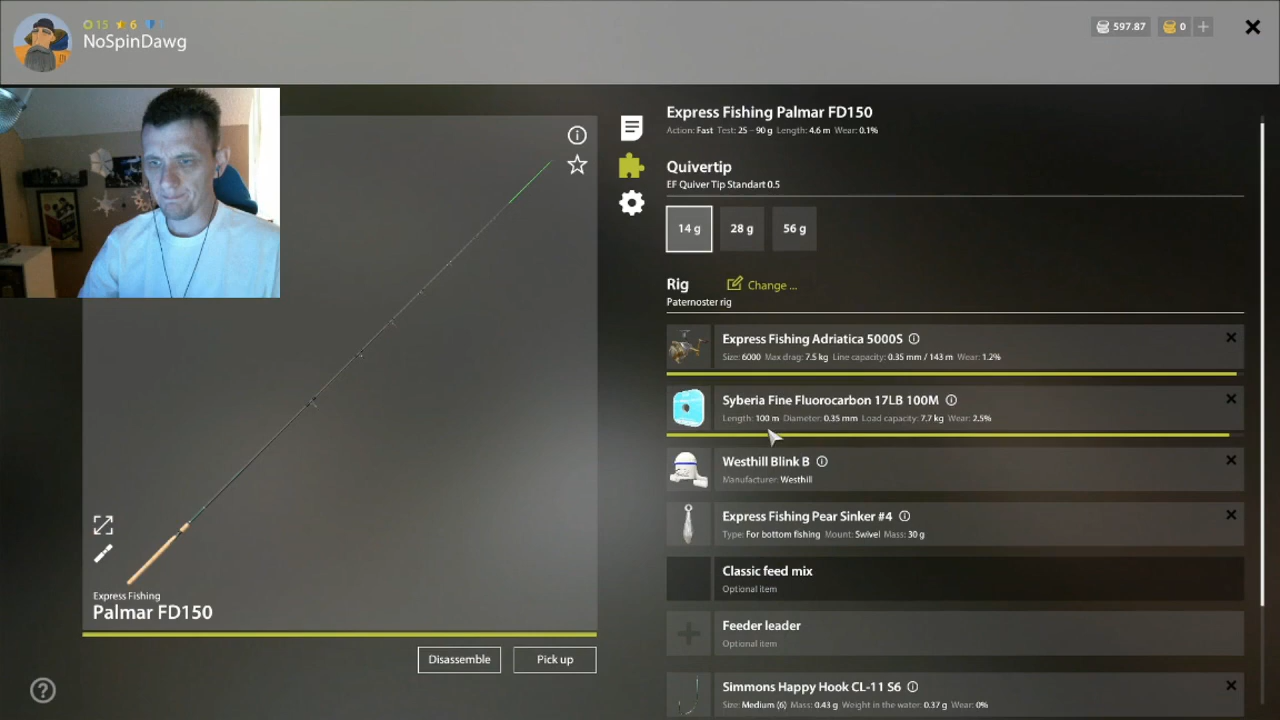 15 6
NoSpinDawg
597.87 0
Express Fishing Palmar FD150
Action: Fast Test: 25 – 90 g Length: 4.6 m Wear: 0.1%
Quivertip
EF Quiver Tip Standart 0.5
14 g 28 g 56 g
Rig Change ...
Paternoster rig
Express Fishing Adriatica 5000S
Size: 6000 Max drag: 7.5 kg Line capacity: 0.35 mm / 143 m Wear: 1.2%
Syberia Fine Fluorocarbon 17LB 100M
Length: 100 m Diameter: 0.35 mm Load capacity: 7.7 kg Wear: 2.5%
Westhill Blink B
Manufacturer: Westhill
Express Fishing Pear Sinker #4
Type: For bottom fishing Mount: Swivel Mass: 30 g
Classic feed mix
Optional item
Feeder leader
Optional item
Simmons Happy Hook CL-11 S6
Size: Medium (6) Mass: 0.43 g Weight in the water: 0.37 g Wear: 0%
Express Fishing
Palmar FD150
Disassemble Pick up